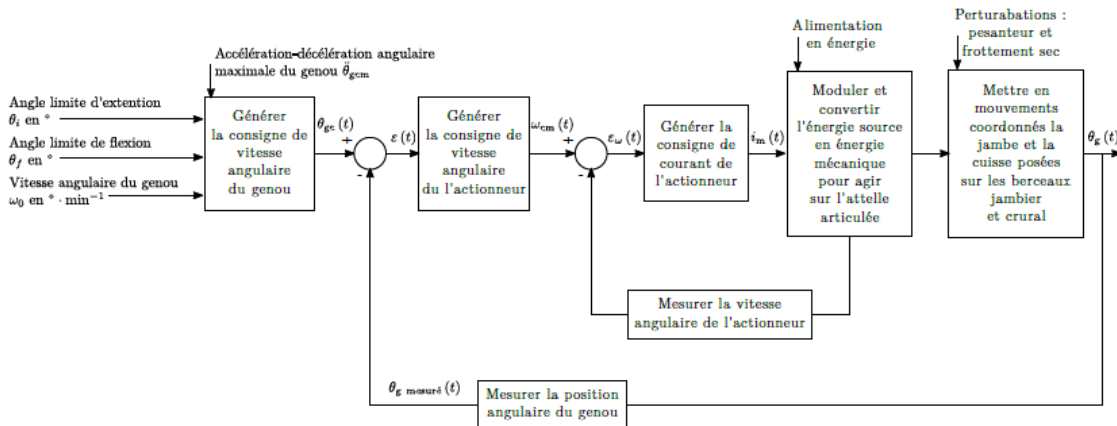 Alimentation
en énergie
Perturabations :
pesanteur et
frottement sec
Accélération–décélération angulaire
maximale du genou θ̈gcm
Angle limite d'extention
θi en °
Angle limite de flexion
θf en °
Vitesse angulaire du genou
ω0 en ° · min−1
Générer
la consigne de
vitesse
angulaire
du genou
θgc(t)
+
-
ε(t)
Générer
la consigne de
vitesse
angulaire
de l'actionneur
ωcm(t)
+
-
εω(t)
Générer la
consigne de
courant de
l'actionneur
im(t)
Moduler et
convertir
l'énergie source
en énergie
mécanique
pour agir
sur l'attelle
articulée
Mettre en
mouvements
coordonnés la
jambe et la
cuisse posées
sur les berceaux
jambier
et crural
θg(t)
Mesurer la vitesse
angulaire de l'actionneur
θg mesuré(t)
Mesurer la position
angulaire du genou